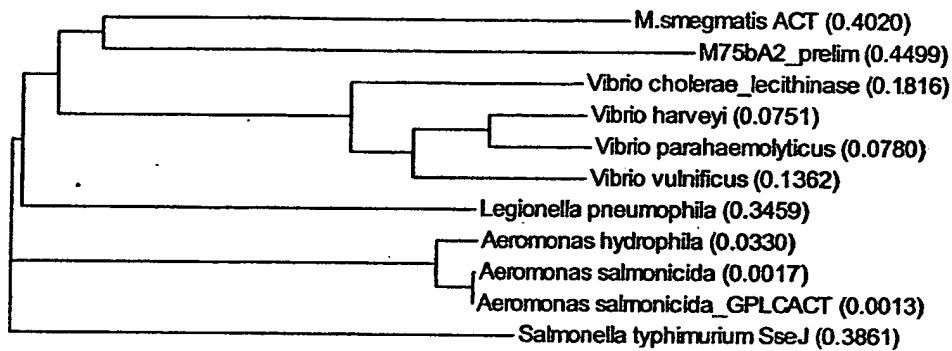 M.smegmatis ACT (0.4020)
M75bA2_prelim (0.4499)
Vibrio cholerae_lecithinase (0.1816)
Vibrio harveyi (0.0751)
Vibrio parahaemolyticus (0.0780)
Vibrio vulnificus (0.1362)
Legionella pneumophila (0.3459)
Aeromonas hydrophila (0.0330)
Aeromonas salmonicida (0.0017)
Aeromonas salmonicida_GPLCACT (0.0013)
Salmonella typhimurium SseJ (0.3861)